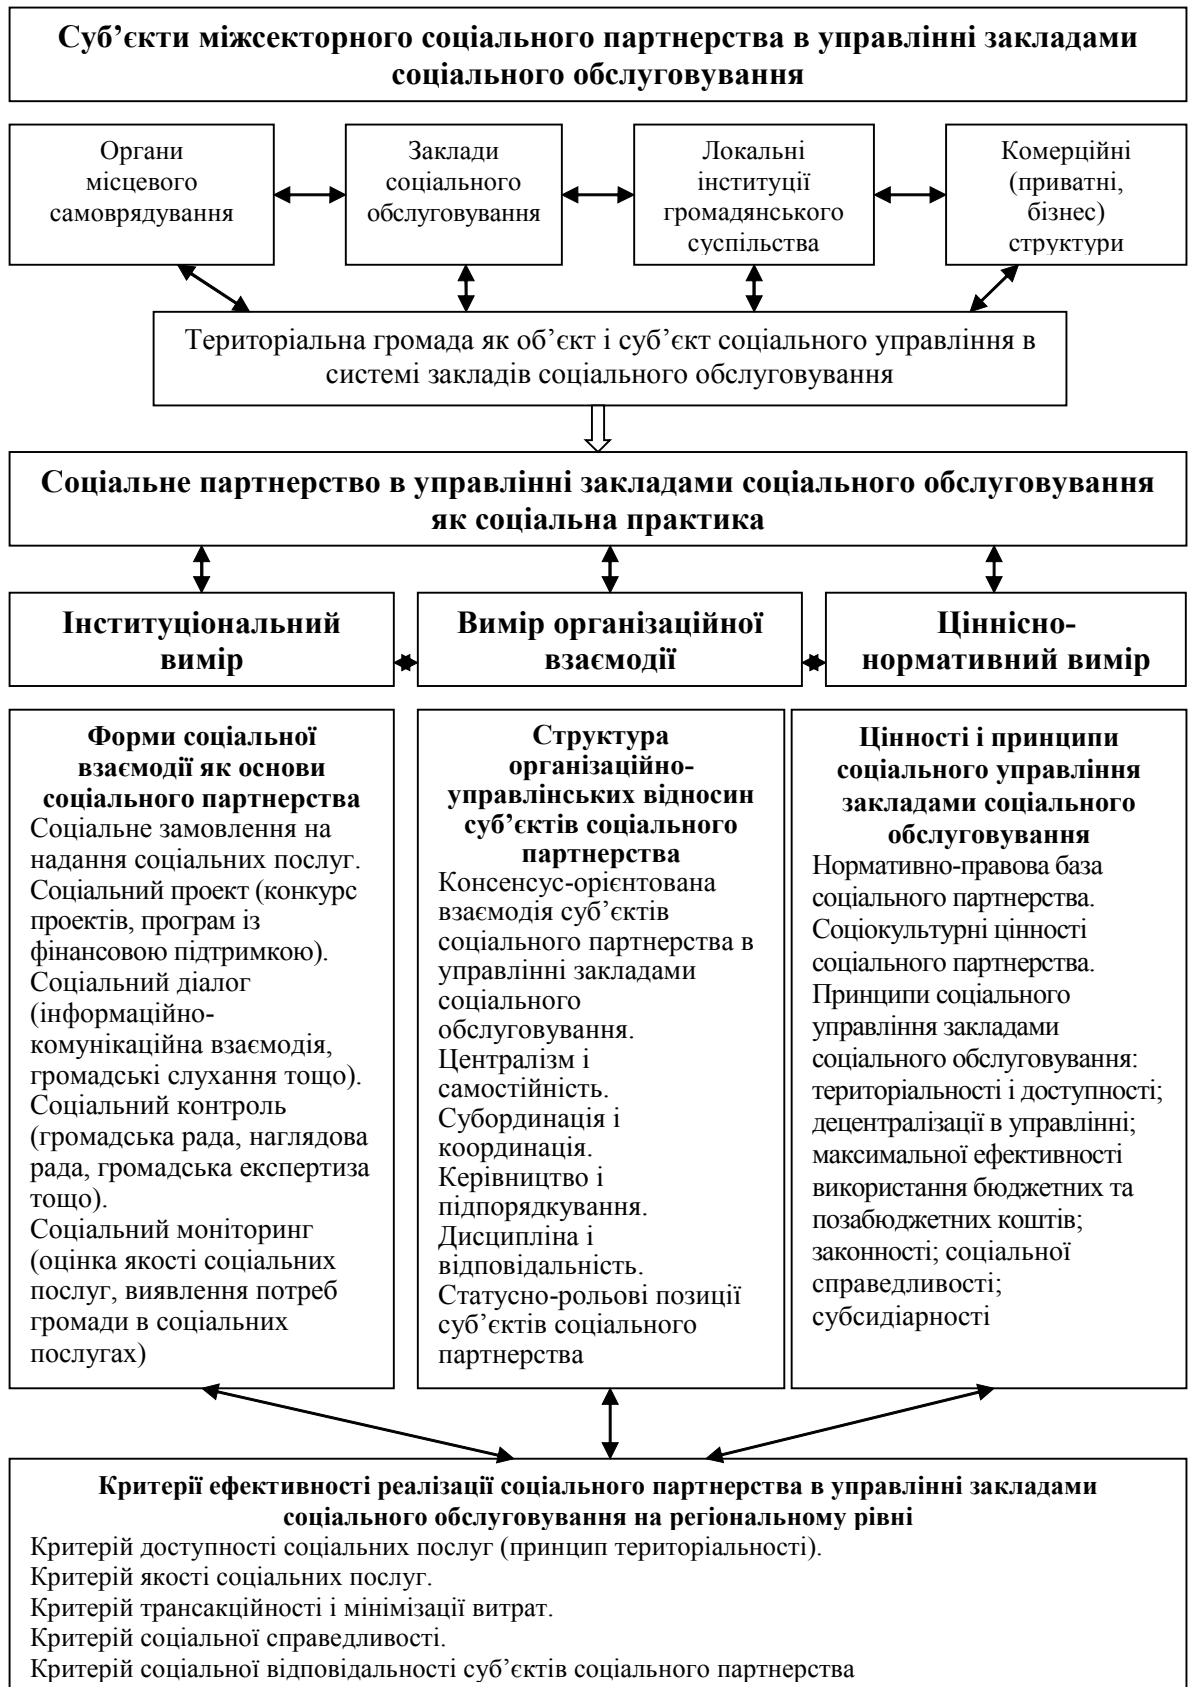 Суб’єкти міжсекторного соціального партнерства в управлінні закладами
соціального обслуговування
Органи
місцевого
самоврядування
Заклади
соціального
обслуговування
Локальні
інституції
громадянського
суспільства
Комерційні
(приватні,
бізнес)
структури
Територіальна громада як об’єкт і суб’єкт соціального управління в
системі закладів соціального обслуговування
Соціальне партнерство в управлінні закладами соціального обслуговування
як соціальна практика
Інституціональний
вимір
Вимір організаційної
взаємодії
Ціннісно-
нормативний вимір
Форми соціальної
взаємодії як основи
соціального партнерства
Соціальне замовлення на
надання соціальних послуг.
Соціальний проект (конкурс
проектів, програм із
фінансовою підтримкою).
Соціальний діалог
(інформаційно-
комунікаційна взаємодія,
громадські слухання тощо).
Соціальний контроль
(громадська рада, наглядова
рада, громадська експертиза
тощо).
Соціальний моніторинг
(оцінка якості соціальних
послуг, виявлення потреб
громади в соціальних
послугах)
Структура
організаційно-
управлінських відносин
суб’єктів соціального
партнерства
Консенсус-орієнтована
взаємодія суб’єктів
соціального партнерства в
управлінні закладами
соціального
обслуговування.
Централізм і
самостійність.
Субординація і
координація.
Керівництво і
підпорядкування.
Дисципліна і
відповідальність.
Статусно-рольові позиції
суб’єктів соціального
партнерства
Цінності і принципи
соціального управління
закладами соціального
обслуговування
Нормативно-правова база
соціального партнерства.
Соціокультурні цінності
соціального партнерства.
Принципи соціального
управління закладами
соціального обслуговування:
територіальності і доступності;
децентралізації в управлінні;
максимальної ефективності
використання бюджетних та
позабюджетних коштів;
законності; соціальної
справедливості;
субсидіарності
Критерії ефективності реалізації соціального партнерства в управлінні закладами
соціального обслуговування на регіональному рівні
Критерій доступності соціальних послуг (принцип територіальності).
Критерій якості соціальних послуг.
Критерій трансакційності і мінімізації витрат.
Критерій соціальної справедливості.
Критерій соціальної відповідальності суб’єктів соціального партнерства